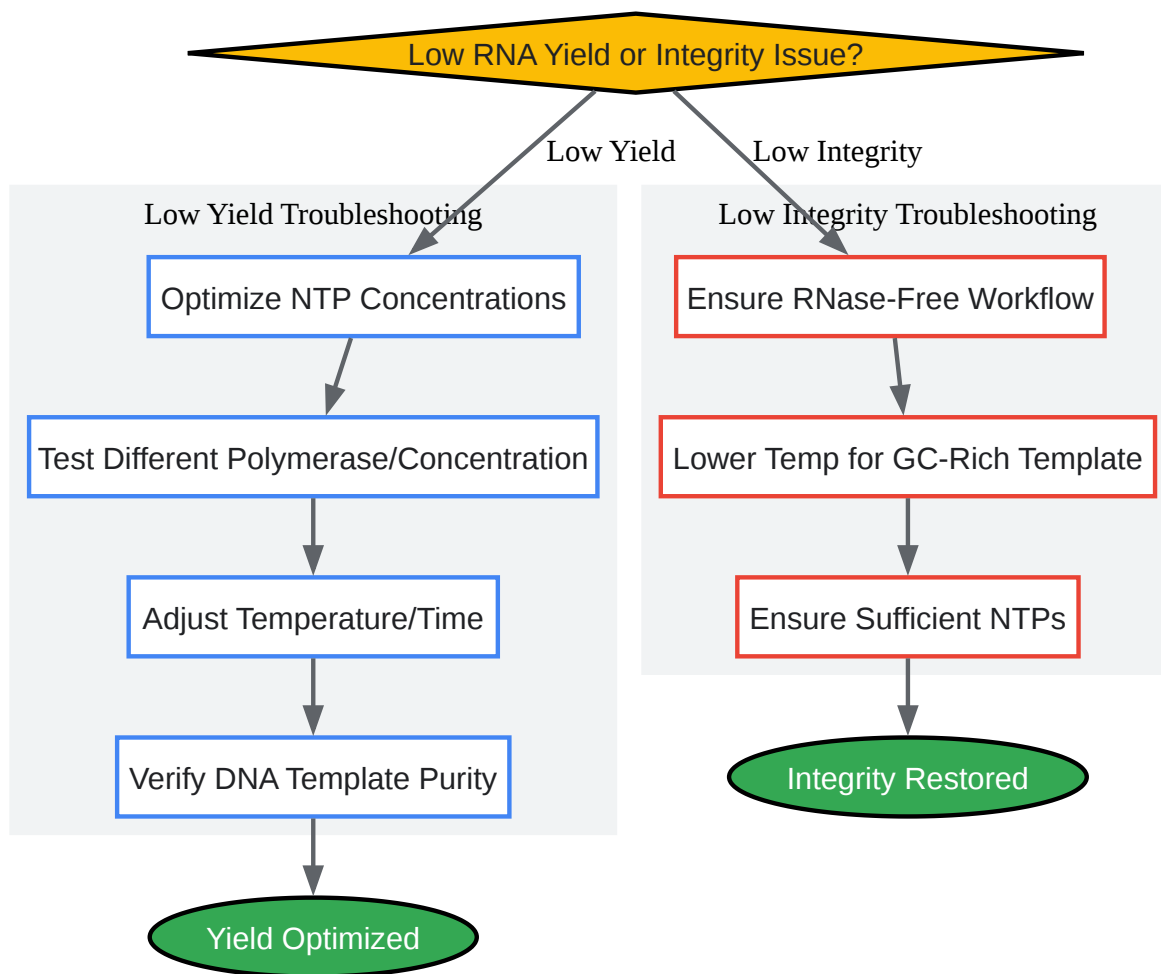 Low RNA Yield or Integrity Issue?
Low Yield
Low Integrity
Low Yield Troubleshooting
Low Integrity Troubleshooting
Optimize NTP Concentrations
Ensure RNase-Free Workflow
Test Different Polymerase/Concentration
Lower Temp for GC-Rich Template
Adjust Temperature/Time
Ensure Sufficient NTPs
Verify DNA Template Purity
Integrity Restored
Yield Optimized